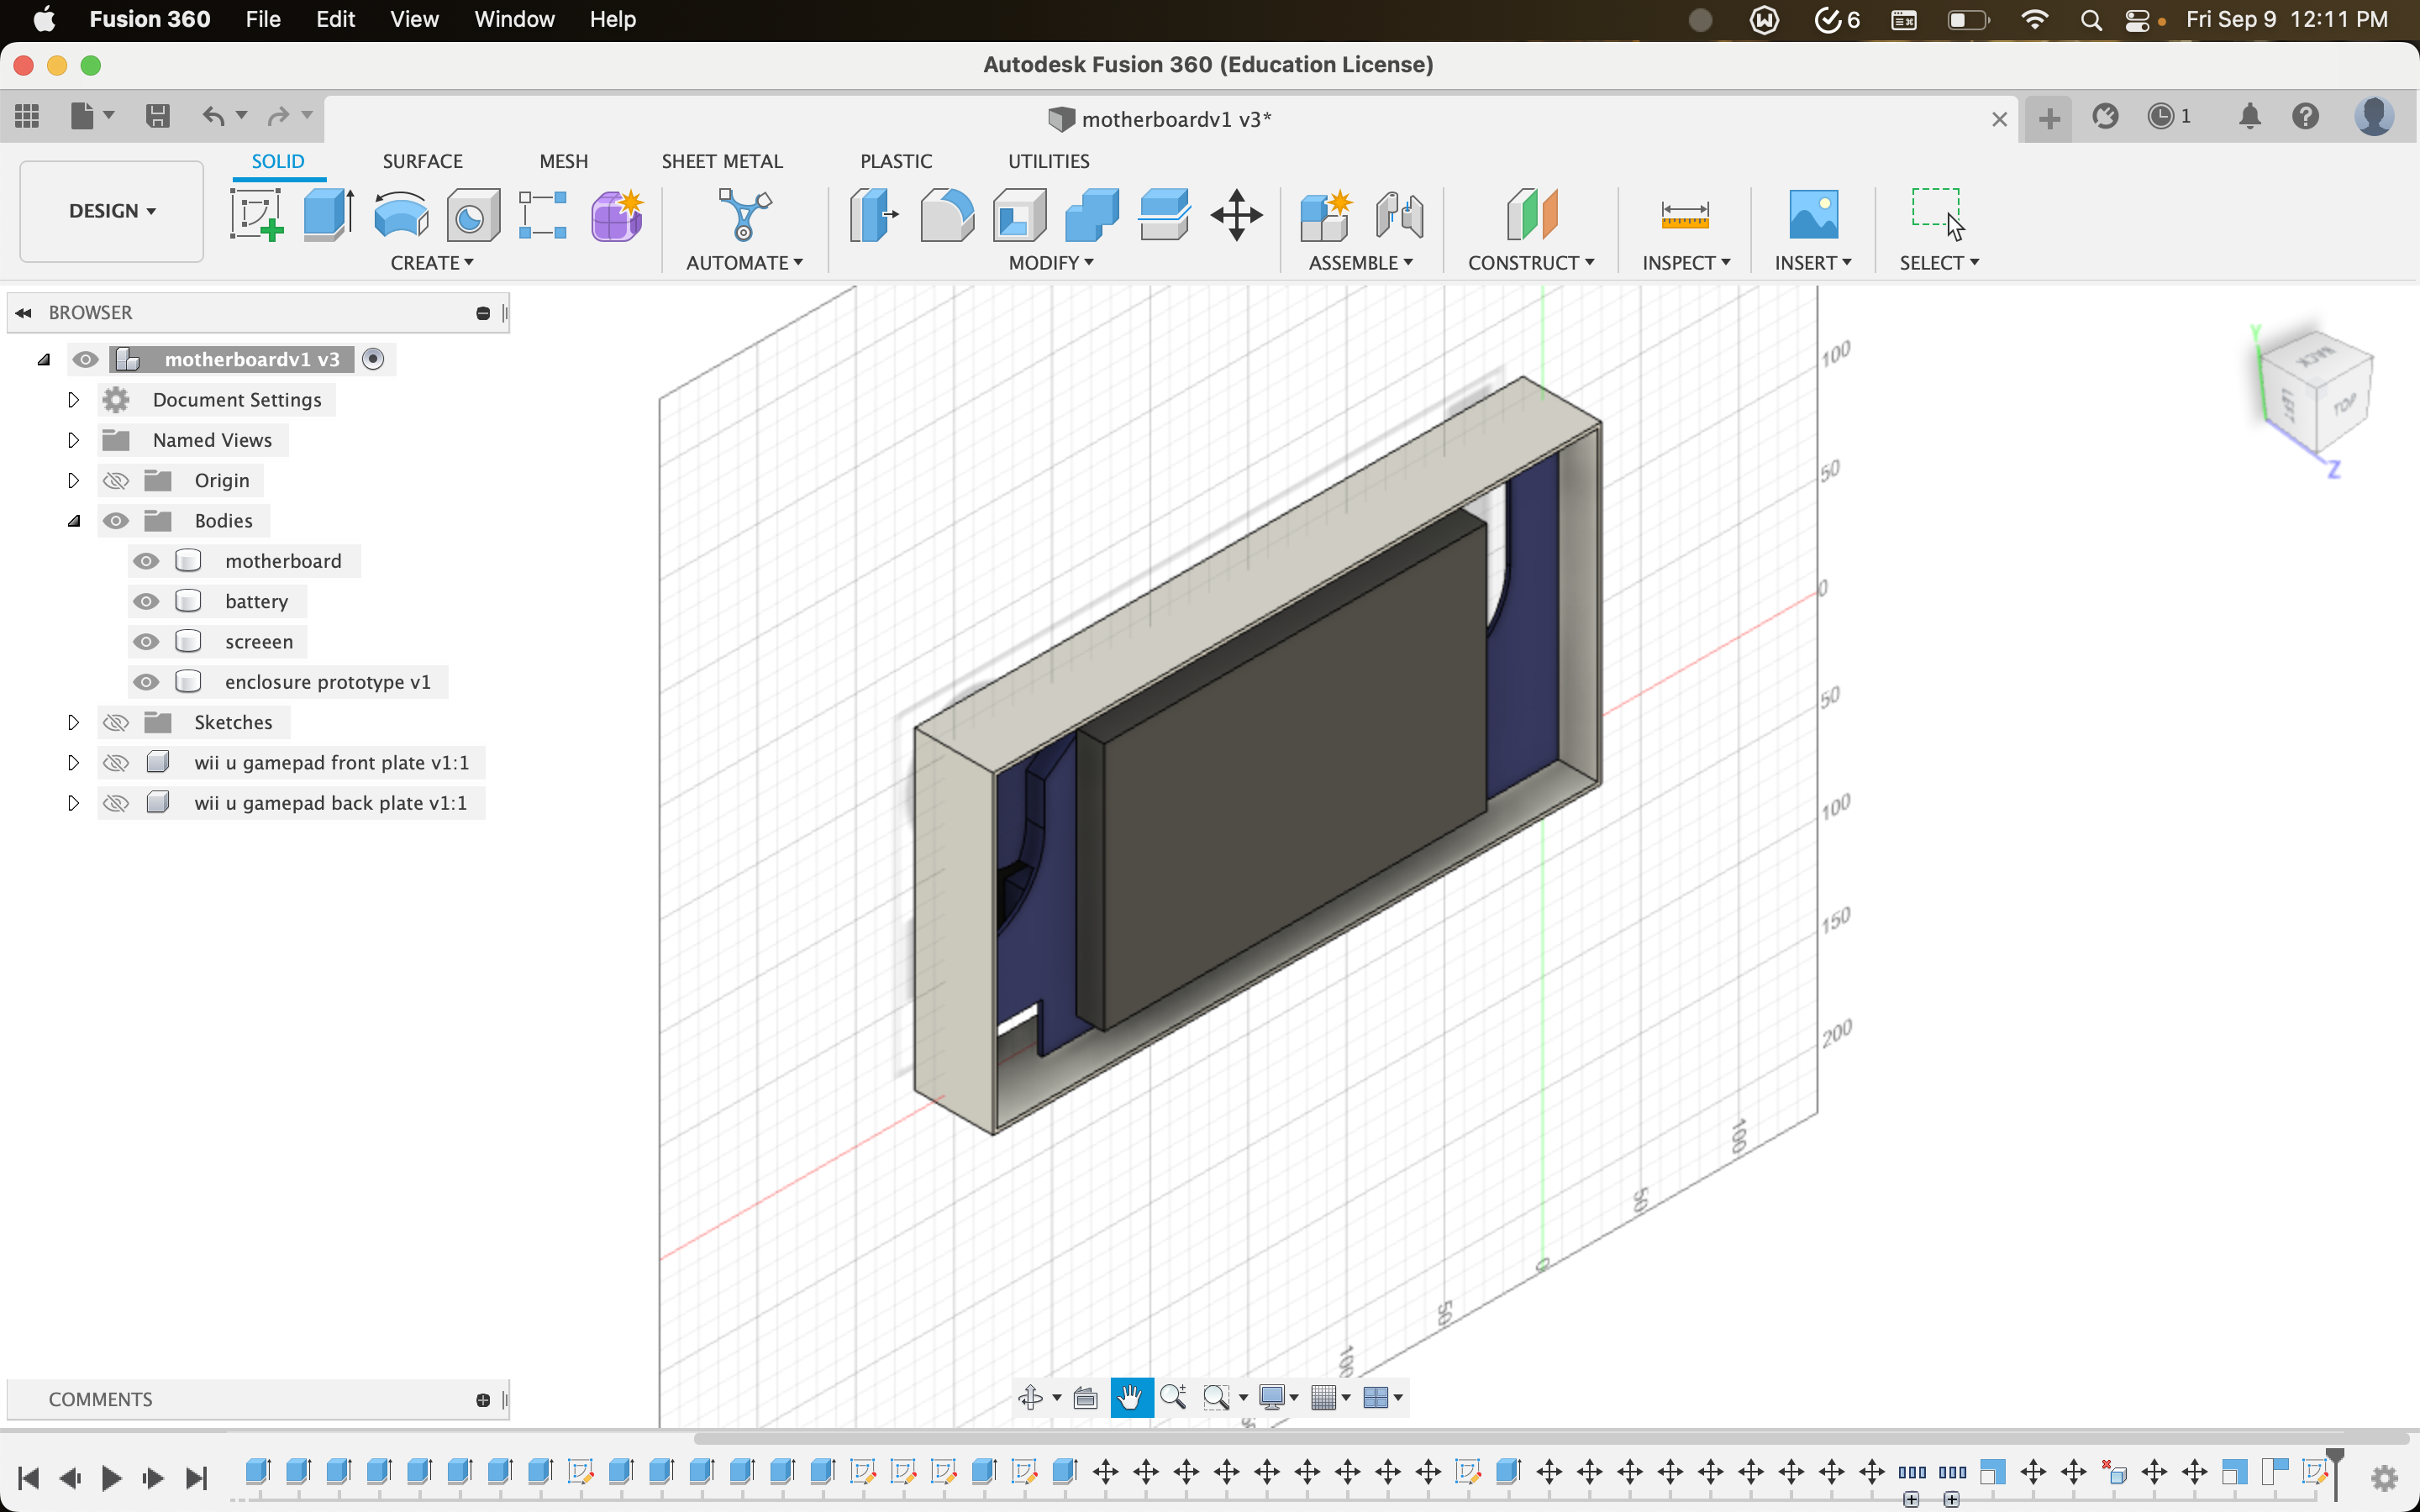 Fusion 360 File Edit View Window Help 6 Fri Sep 9 12:11 PM
Autodesk Fusion 360 (Education License)
motherboardv1 v3* 1
SOLID SURFACE MESH SHEET METAL PLASTIC UTILITIES
DESIGN
CREATE AUTOMATE MODIFY ASSEMBLE CONSTRUCT INSPECT INSERT SELECT
BROWSER
motherboardv1 v3
Document Settings
Named Views
Origin
Bodies
motherboard
battery
screeen
enclosure prototype v1
Sketches
wii u gamepad front plate v1:1
wii u gamepad back plate v1:1
Y
BACK
LEFT
TOP
Z
100
50
0
50
100
150
200
100
50
0
50
100
COMMENTS